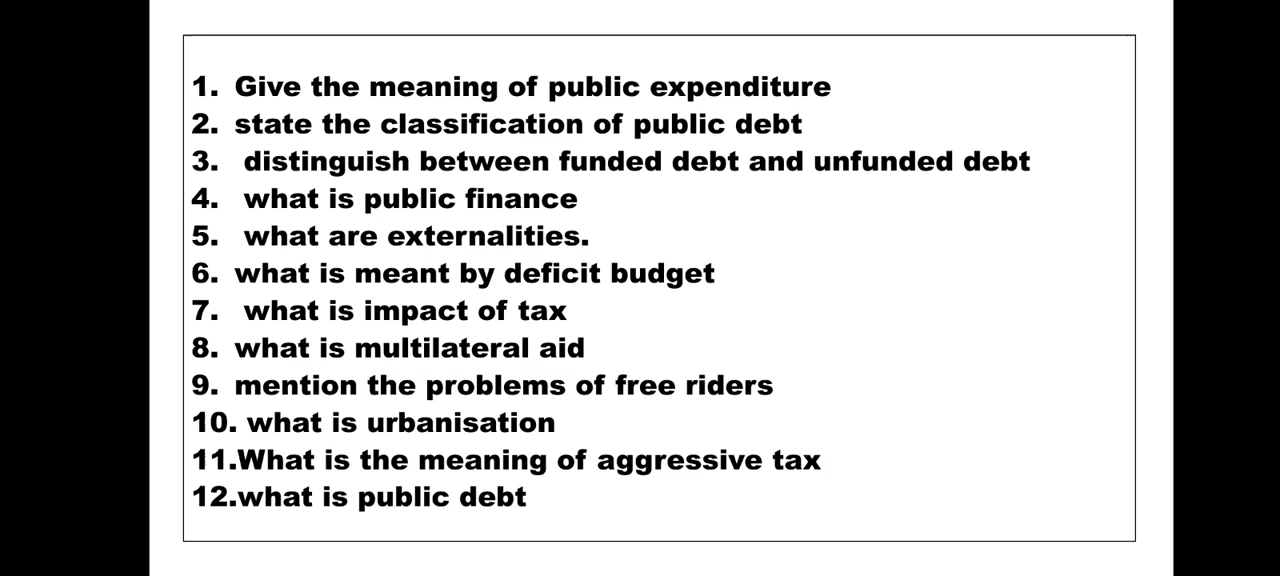 1. Give the meaning of public expenditure
2. state the classification of public debt
3. distinguish between funded debt and unfunded debt
4. what is public finance
5. what are externalities.
6. what is meant by deficit budget
7. what is impact of tax
8. what is multilateral aid
9. mention the problems of free riders
10. what is urbanisation
11.What is the meaning of aggressive tax
12.what is public debt